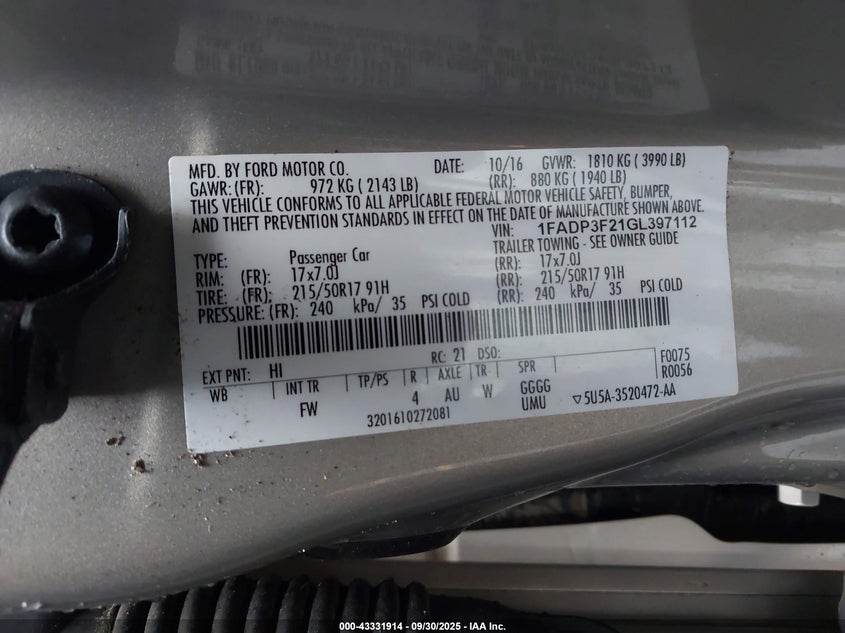 MFD. BY FORD MOTOR CO. DATE: 10/16 GVWR: 1810 KG ( 3990 LB)
GAWR: (FR): 972 KG ( 2143 LB) (RR): 880 KG ( 1940 LB)
THIS VEHICLE CONFORMS TO ALL APPLICABLE FEDERAL MOTOR VEHICLE SAFETY, BUMPER,
AND THEFT PREVENTION STANDARDS IN EFFECT ON THE DATE OF MANUFACTURE SHOWN ABOVE.
VIN: 1FADP3F21GL397112
TRAILER TOWING - SEE OWNER GUIDE
TYPE: Passenger Car
RIM: (FR): 17x7.0J (RR): 17x7.0J
TIRE: (FR): 215/50R17 91H (RR): 215/50R17 91H
PRESSURE: (FR): 240 kPa/ 35 PSI COLD (RR): 240 kPa/ 35 PSI COLD
RC: 21 DSO: F0075
EXT PNT: HI R0056
WB INT TR TP/PS R AXLE TR SPR
FW 4 AU W GGGG
UMU
3201610272081 5U5A-3520472-AA
000-43331914 - 09/30/2025 - IAA Inc.